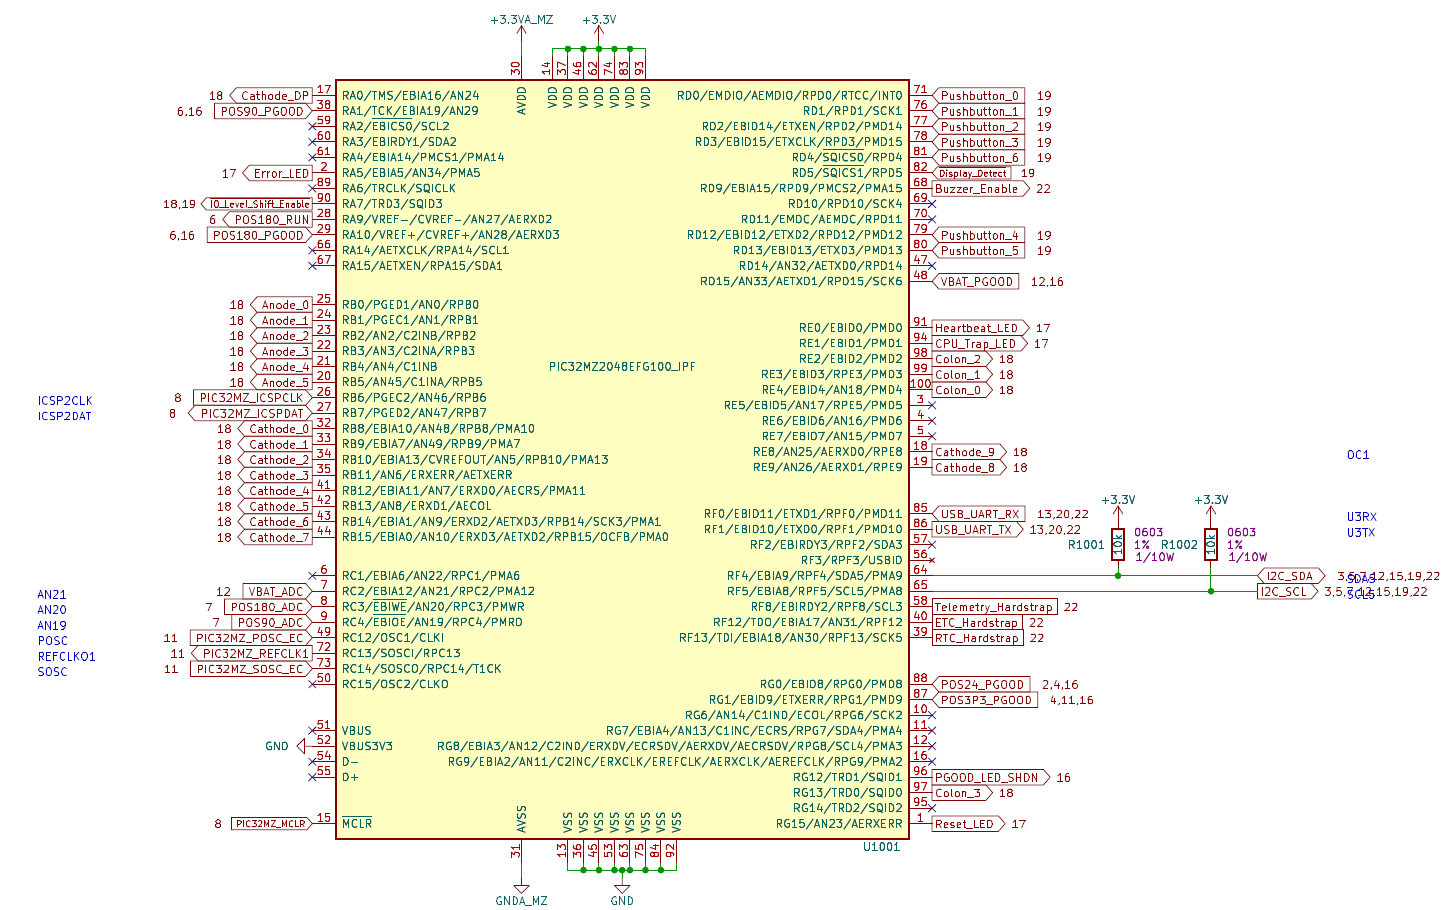 +3.3VA_MZ +3.3V
30 14 37 46 62 74 83 93
AVDD VDD VDD VDD VDD VDD VDD VDD
18 Cathode_DP 17 RA0/TMS/EBIA16/AN24
6,16 POS90_PGOOD 38 RA1/TCK/EBIA19/AN29
59 RA2/EBICS0/SCL2
60 RA3/EBIRDY1/SDA2
61 RA4/EBIA14/PMCS1/PMA14
17 Error_LED 2 RA5/EBIA5/AN34/PMA5
89 RA6/TRCLK/SQICLK
18,19 IO_Level_Shift_Enable 90 RA7/TRD3/SQID3
6 POS180_RUN 28 RA9/VREF-/CVREF-/AN27/AERXD2
6,16 POS180_PGOOD 29 RA10/VREF+/CVREF+/AN28/AERXD3
66 RA14/AETXCLK/RPA14/SCL1
67 RA15/AETXEN/RPA15/SDA1
18 Anode_0 25 RB0/PGED1/AN0/RPB0
18 Anode_1 24 RB1/PGEC1/AN1/RPB1
18 Anode_2 23 RB2/AN2/C2INB/RPB2
18 Anode_3 22 RB3/AN3/C2INA/RPB3
18 Anode_4 21 RB4/AN4/C1INB
18 Anode_5 20 RB5/AN45/C1INA/RPB5
ICSP2CLK 8 PIC32MZ_ICSPCLK 26 RB6/PGEC2/AN46/RPB6
ICSP2DAT 8 PIC32MZ_ICSPDAT 27 RB7/PGED2/AN47/RPB7
18 Cathode_0 32 RB8/EBIA10/AN48/RPB8/PMA10
18 Cathode_1 33 RB9/EBIA7/AN49/RPB9/PMA7
18 Cathode_2 34 RB10/EBIA13/CVREFOUT/AN5/RPB10/PMA13
18 Cathode_3 35 RB11/AN6/ERXERR/AETXERR
18 Cathode_4 41 RB12/EBIA11/AN7/ERXD0/AECRS/PMA11
18 Cathode_5 42 RB13/AN8/ERXD1/AECOL
18 Cathode_6 43 RB14/EBIA1/AN9/ERXD2/AETXD3/RPB14/SCK3/PMA1
18 Cathode_7 44 RB15/EBIA0/AN10/ERXD3/AETXD2/RPB15/OCFB/PMA0
6 RC1/EBIA6/AN22/RPC1/PMA6
AN21 12 VBAT_ADC 7 RC2/EBIA12/AN21/RPC2/PMA12
AN20 7 POS180_ADC 8 RC3/EBIWE/AN20/RPC3/PMWR
AN19 7 POS90_ADC 9 RC4/EBIOE/AN19/RPC4/PMRD
POSC 11 PIC32MZ_POSC_EC 49 RC12/OSC1/CLKI
REFCLKO1 11 PIC32MZ_REFCLK1 72 RC13/SOSCI/RPC13
SOSC 11 PIC32MZ_SOSC_EC 73 RC14/SOSCO/RPC14/T1CK
50 RC15/OSC2/CLKO
51 VBUS
GND 52 VBUS3V3
54 D-
55 D+
8 PIC32MZ_MCLR 15 MCLR
PIC32MZ2048EFG100_IPF
RD0/EMDIO/AEMDIO/RPD0/RTCC/INT0 71 Pushbutton_0 19
RD1/RPD1/SCK1 76 Pushbutton_1 19
RD2/EBID14/ETXEN/RPD2/PMD14 77 Pushbutton_2 19
RD3/EBID15/ETXCLK/RPD3/PMD15 78 Pushbutton_3 19
RD4/SQICS0/RPD4 81 Pushbutton_6 19
RD5/SQICS1/RPD5 82 Display_Detect 19
RD9/EBIA15/RPD9/PMCS2/PMA15 68 Buzzer_Enable 22
RD10/RPD10/SCK4 69
RD11/EMDC/AEMDC/RPD11 70
RD12/EBID12/ETXD2/RPD12/PMD12 79 Pushbutton_4 19
RD13/EBID13/ETXD3/PMD13 80 Pushbutton_5 19
RD14/AN32/AETXD0/RPD14 47
RD15/AN33/AETXD1/RPD15/SCK6 48 VBAT_PGOOD 12,16
RE0/EBID0/PMD0 91 Heartbeat_LED 17
RE1/EBID1/PMD1 94 CPU_Trap_LED 17
RE2/EBID2/PMD2 98 Colon_2 18
RE3/EBID3/RPE3/PMD3 99 Colon_1 18
RE4/EBID4/AN18/PMD4 100 Colon_0 18
RE5/EBID5/AN17/RPE5/PMD5 3
RE6/EBID6/AN16/PMD6 4
RE7/EBID7/AN15/PMD7 5
RE8/AN25/AERXD0/RPE8 18 Cathode_9 18 OC1
RE9/AN26/AERXD1/RPE9 19 Cathode_8 18
RF0/EBID11/ETXD1/RPF0/PMD11 85 USB_UART_RX 13,20,22 U3RX
RF1/EBID10/ETXD0/RPF1/PMD10 86 USB_UART_TX 13,20,22 U3TX
RF2/EBIRDY3/RPF2/SDA3 57
RF3/RPF3/USBID 56
RF4/EBIA9/RPF4/SDA5/PMA9 64 I2C_SDA 3,5,7,12,15,19,22 SDA5
RF5/EBIA8/RPF5/SCL5/PMA8 65 I2C_SCL 3,5,7,12,15,19,22 SCL5
RF8/EBIRDY2/RPF8/SCL3 58 Telemetry_Hardstrap 22
RF12/TDO/EBIA17/AN31/RPF12 40 ETC_Hardstrap 22
RF13/TDI/EBIA18/AN30/RPF13/SCK5 39 RTC_Hardstrap 22
+3.3V +3.3V
R1001 10k 0603 1% 1/10W
R1002 10k 0603 1% 1/10W
RG0/EBID8/RPG0/PMD8 88 POS24_PGOOD 2,4,16
RG1/EBID9/ETXERR/RPG1/PMD9 87 POS3P3_PGOOD 4,11,16
RG6/AN14/C1IND/ECOL/RPG6/SCK2 10
RG7/EBIA4/AN13/C1INC/ECRS/RPG7/SDA4/PMA4 11
RG8/EBIA3/AN12/C2IND/ERXDV/ECRSDV/AERXDV/AECRSDV/RPG8/SCL4/PMA3 12
RG9/EBIA2/AN11/C2INC/ERXCLK/EREFCLK/AERXCLK/AEREFCLK/RPG9/PMA2 16
RG12/TRD1/SQID1 96 PGOOD_LED_SHDN 16
RG13/TRD0/SQID0 97 Colon_3 18
RG14/TRD2/SQID2 95
RG15/AN23/AERXERR 1 Reset_LED 17
AVSS VSS VSS VSS VSS VSS VSS VSS VSS
U1001
31 13 36 45 53 63 75 84 92
GNDA_MZ GND